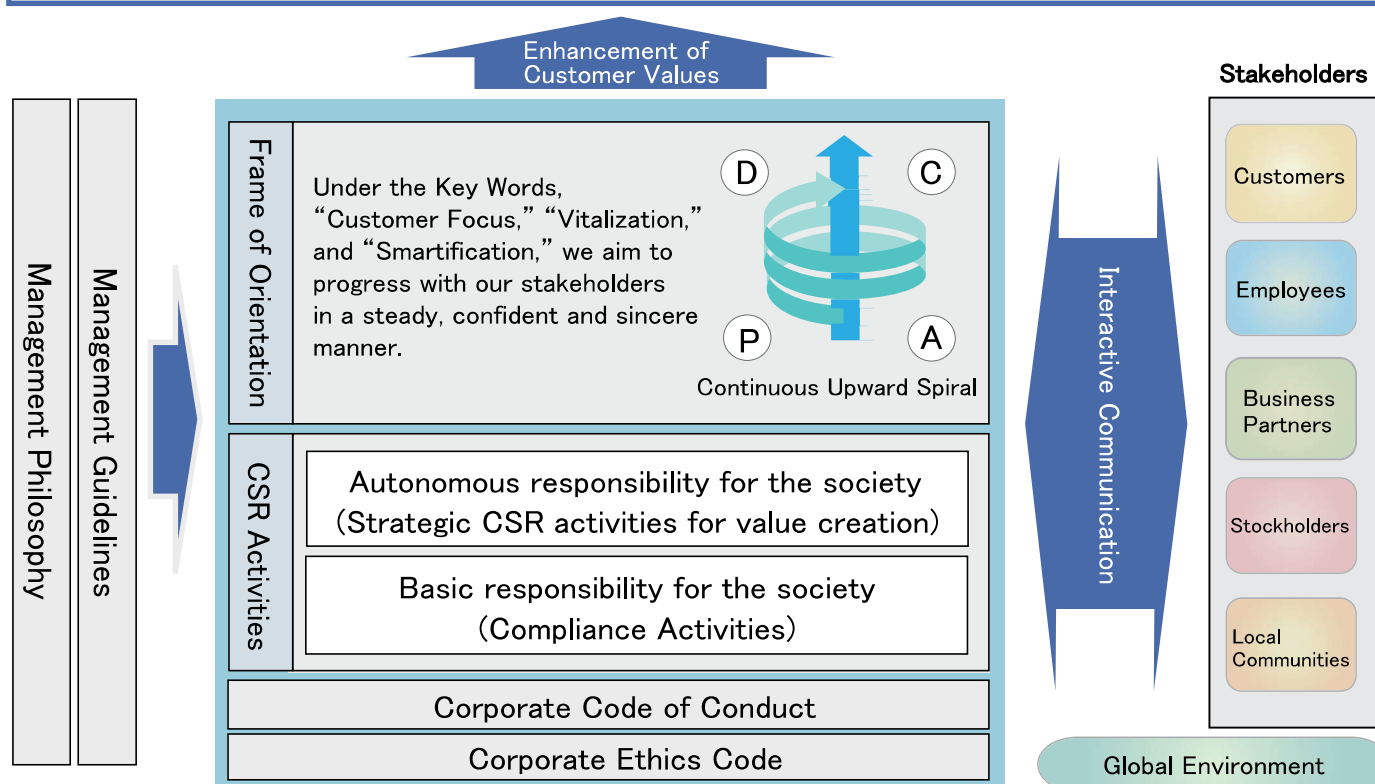 Enhancement of
Customer Values
Stakeholders
Management Philosophy
Management Guidelines
Frame of Orientation
Under the Key Words,
“Customer Focus,” “Vitalization,”
and “Smartification,” we aim to
progress with our stakeholders
in a steady, confident and sincere
manner.
D
C
P
A
Continuous Upward Spiral
CSR Activities
Autonomous responsibility for the society
(Strategic CSR activities for value creation)
Basic responsibility for the society
(Compliance Activities)
Corporate Code of Conduct
Corporate Ethics Code
Interactive Communication
Customers
Employees
Business
Partners
Stockholders
Local
Communities
Global Environment